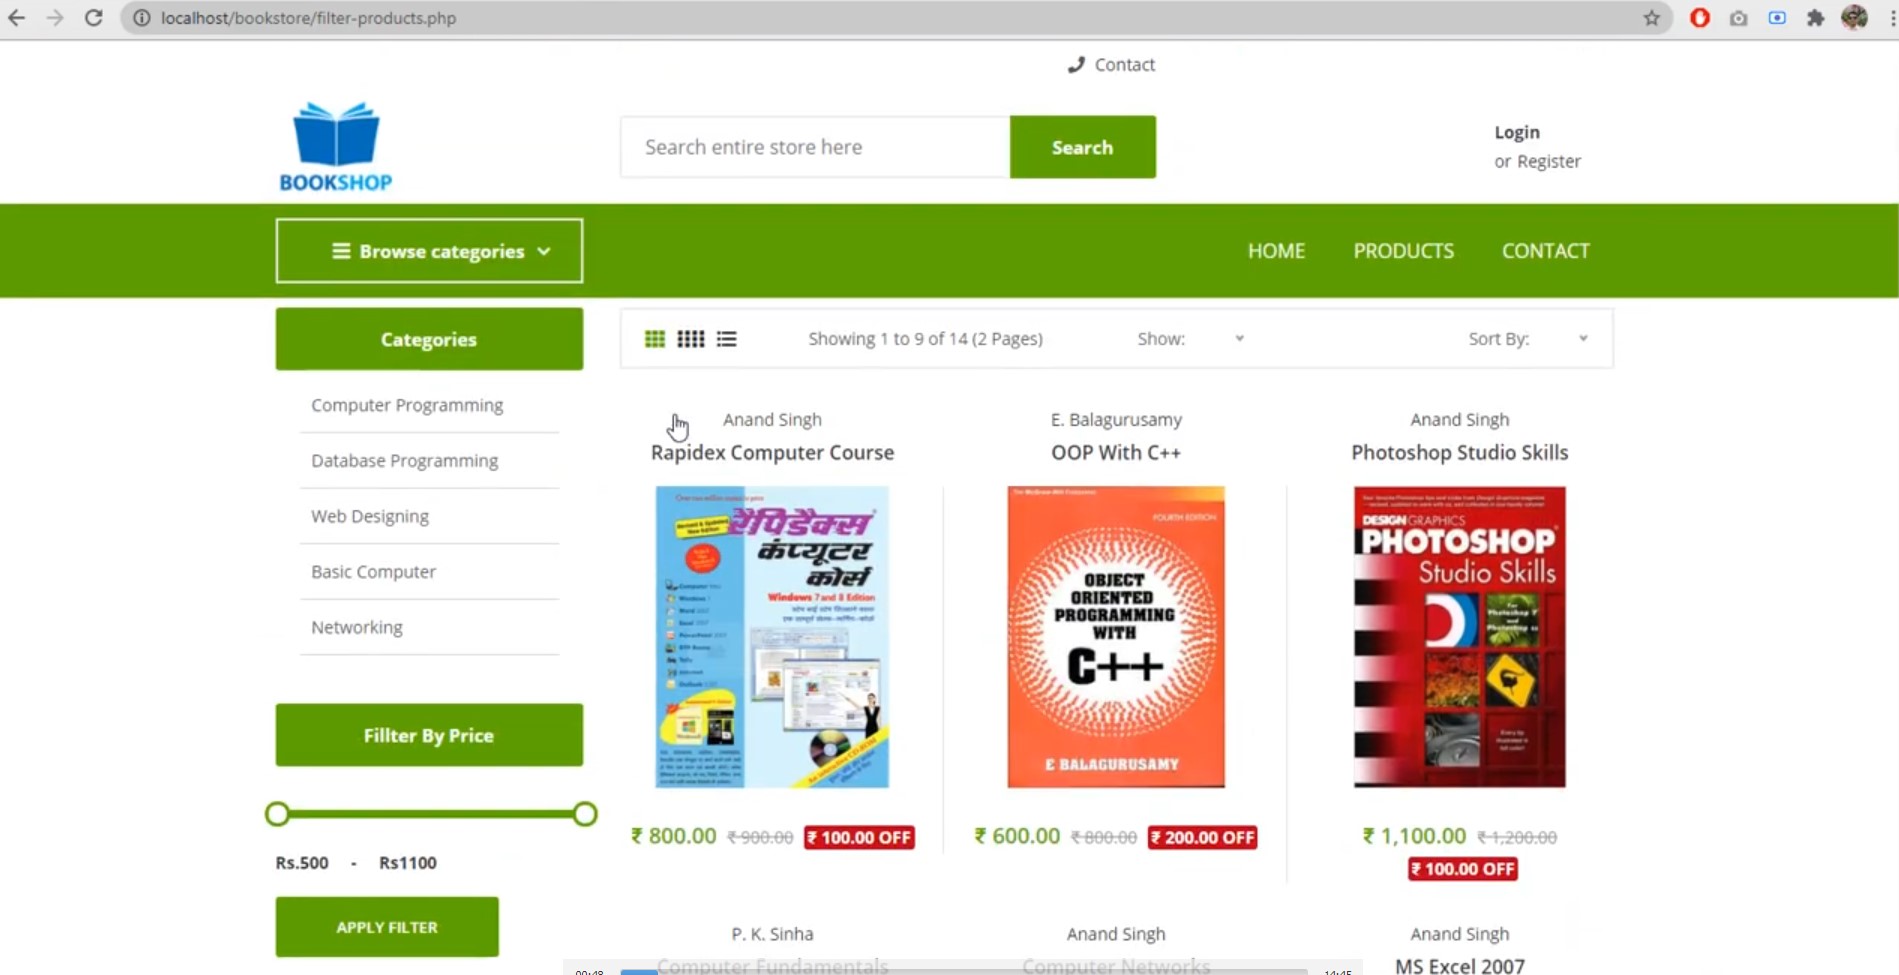 localhost/bookstore/filter-products.php
Contact
BOOKSHOP
Search entire store here
Search
Login
or Register
Browse categories
HOME
PRODUCTS
CONTACT
Categories
Showing 1 to 9 of 14 (2 Pages)
Show:
Sort By:
Computer Programming
Database Programming
Web Designing
Basic Computer
Networking
Fillter By Price
Rs.500 - Rs1100
APPLY FILTER
Anand Singh
Rapidex Computer Course
रैपिडैक्स
कंप्यूटर
कोर्स
Windows 7 and 8 Edition
₹ 800.00 ₹ 900.00 ₹ 100.00 OFF
E. Balagurusamy
OOP With C++
FOURTH EDITION
OBJECT
ORIENTED
PROGRAMMING
WITH
C++
E BALAGURUSAMY
₹ 600.00 ₹ 800.00 ₹ 200.00 OFF
Anand Singh
Photoshop Studio Skills
DESIGN GRAPHICS
PHOTOSHOP
Studio Skills
₹ 1,100.00 ₹ 1,200.00
₹ 100.00 OFF
P. K. Sinha
Computer Fundamentals
Anand Singh
Computer Networks
Anand Singh
MS Excel 2007
00:48
14:45